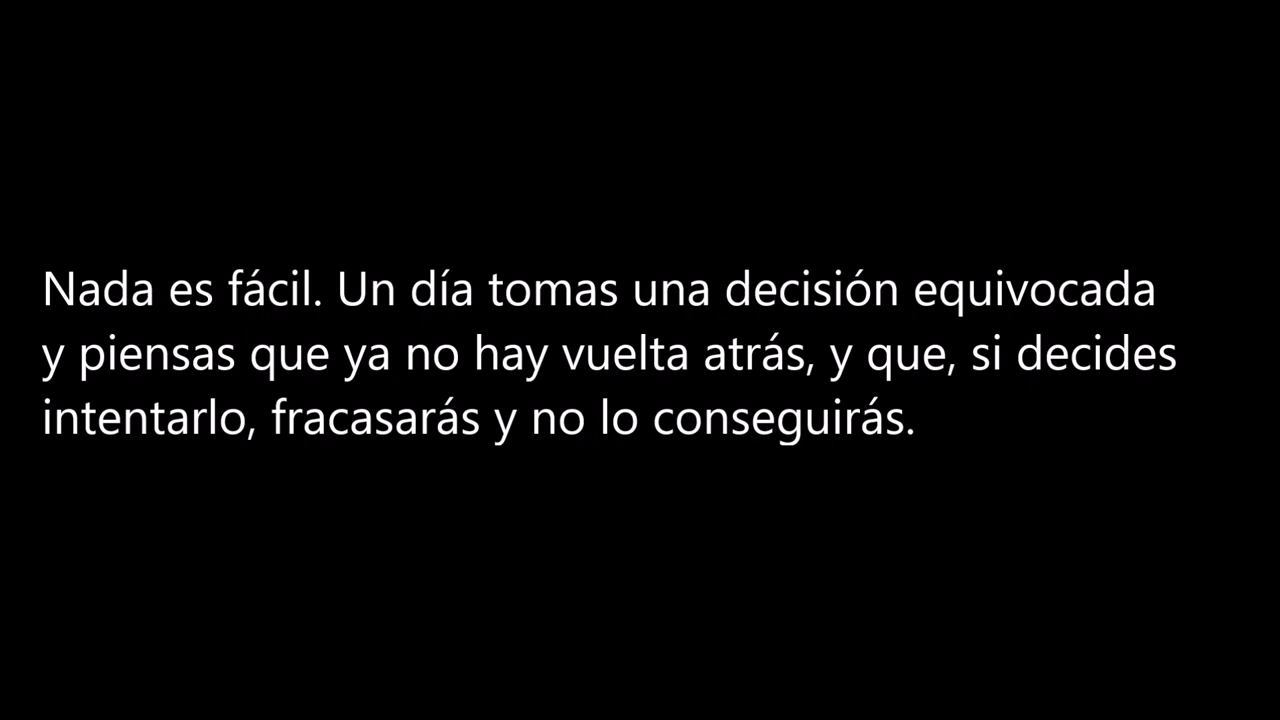 Nada es fácil. Un día tomas una decisión equivocada
y piensas que ya no hay vuelta atrás, y que, si decides
intentarlo, fracasarás y no lo conseguirás.